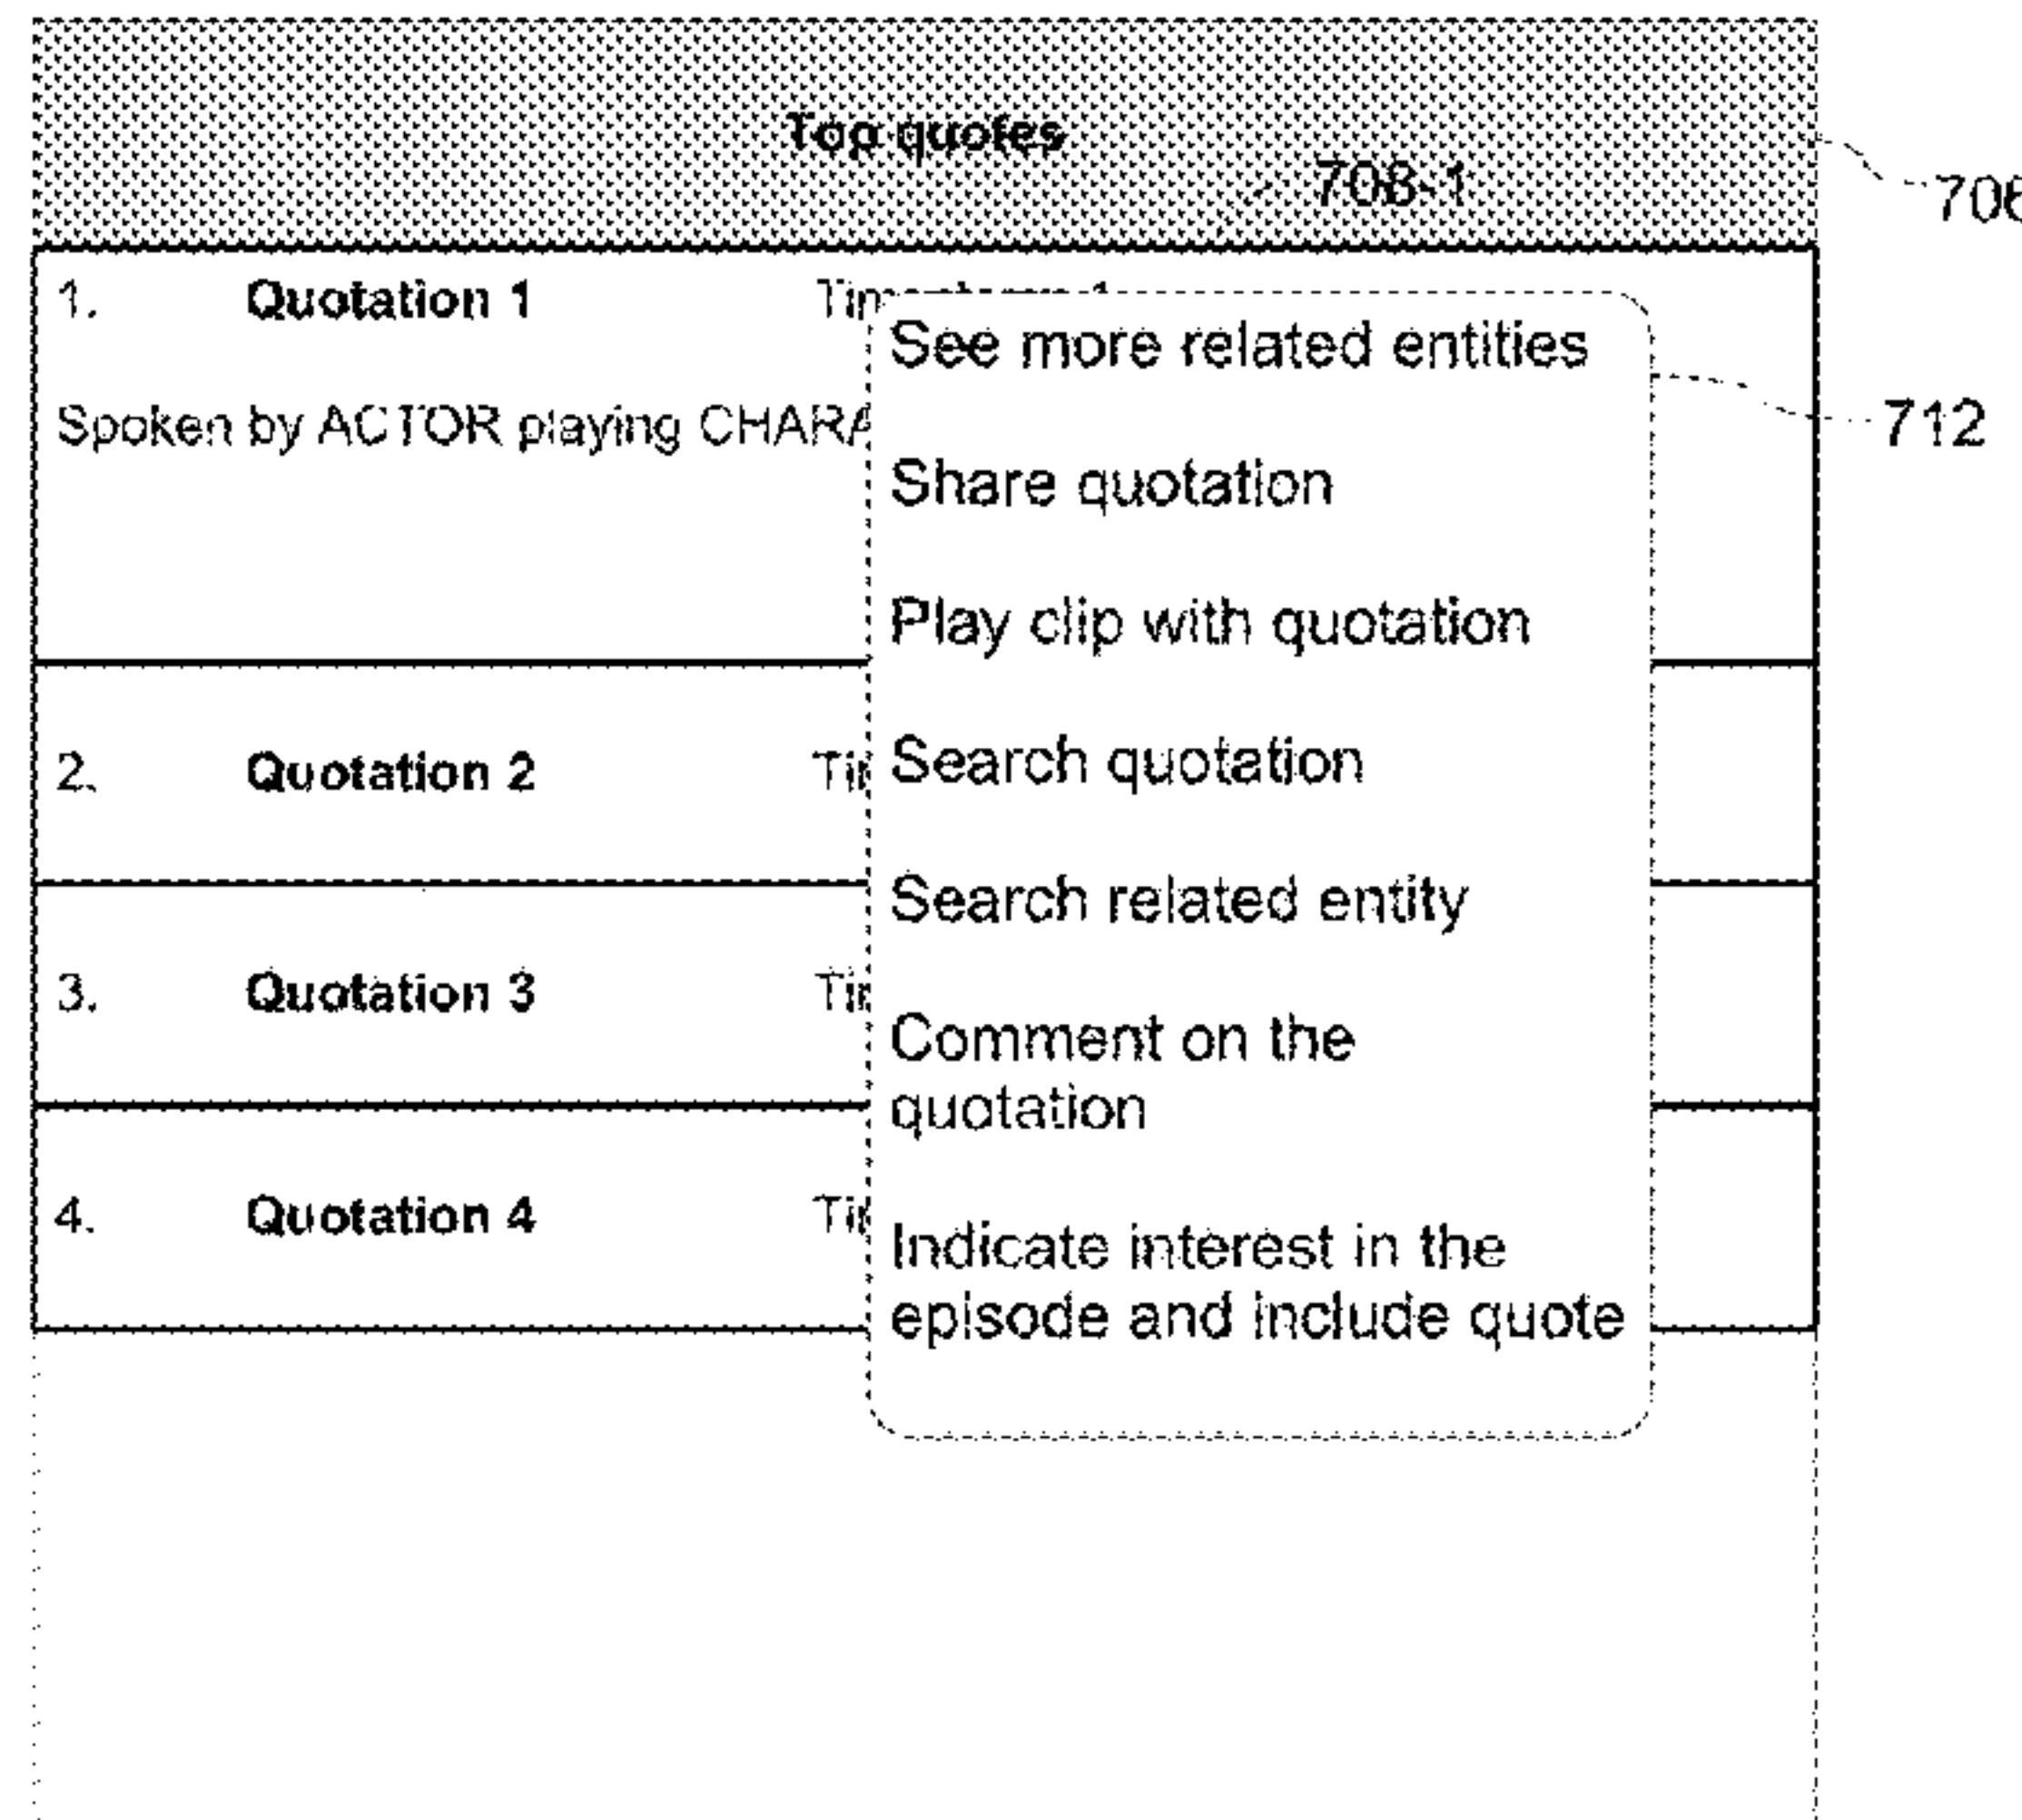 Top quotes
708-1
706
1. Quotation 1
See more related entities
Spoken by ACTOR playing
712
Share quotation
Play clip with quotation
2. Quotation 2
Search quotation
Search related entity
3. Quotation 3
Comment on the
quotation
4. Quotation 4
Indicate interest in the
episode and include quote